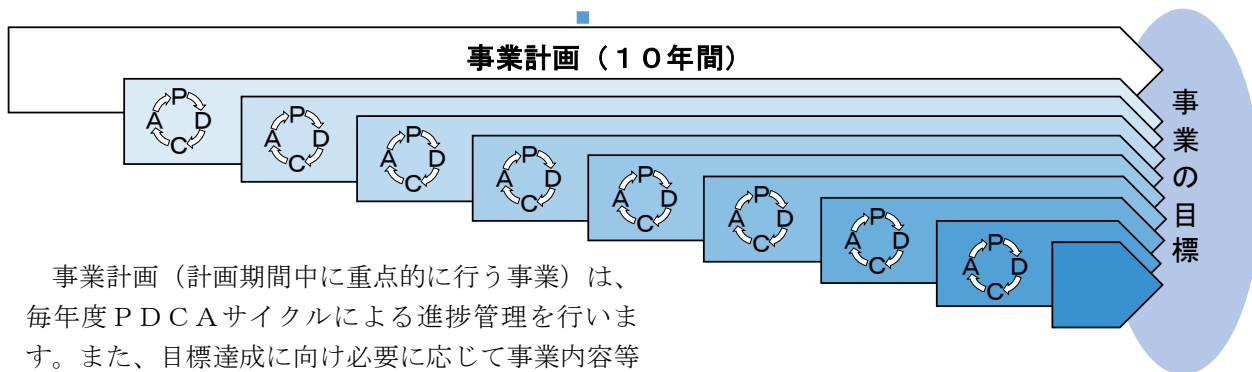 事業計画（１０年間）
P
A D
C
P
A D
C
P
A D
C
P
A D
C
P
A D
C
P
A D
C
P
A D
C
P
A D
C
事業の目標
事業計画（計画期間中に重点的に行う事業）は、
毎年度ＰＤＣＡサイクルによる進捗管理を行いま
す。また、目標達成に向け必要に応じて事業内容等